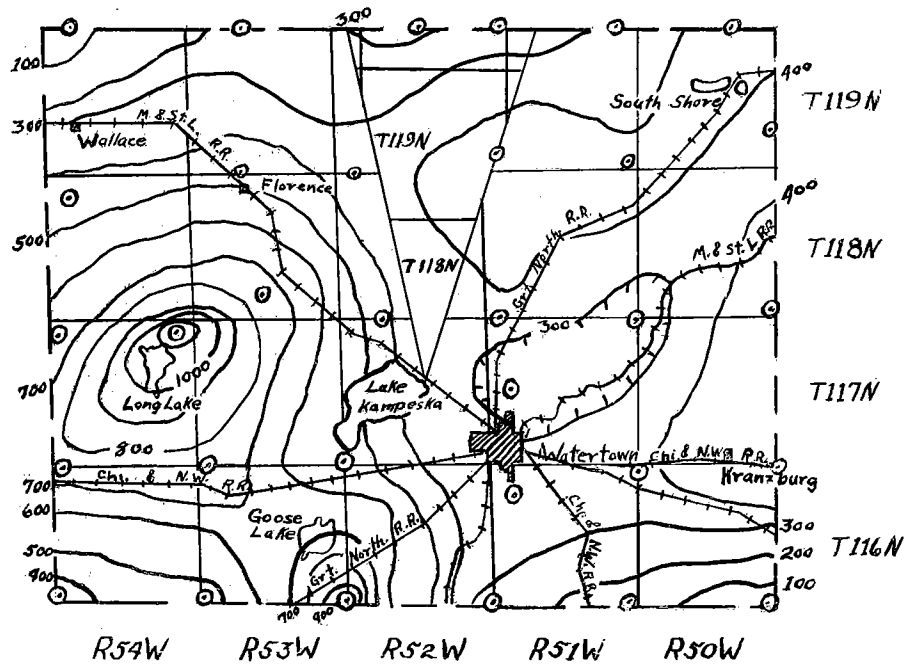 300
100
400
South Shore
T119N
300
M. & St. L. R.R.
Wallace
T119N
Florence
400
500
Grt. North. R.R.
M. & St. L. R.R.
T118N
T118N
300
700
1000
Long Lake
Lake
Kampeska
T117N
800
Watertown
Chi. & N.W. R.R.
Chi. & N.W. R.R.
Kranzburg
700
600
Goose
Lake
Grt. North. R.R.
Chi. & N.W. R.R.
300
500
200
T116N
400
100
700
900
R54W
R53W
R52W
R51W
R50W